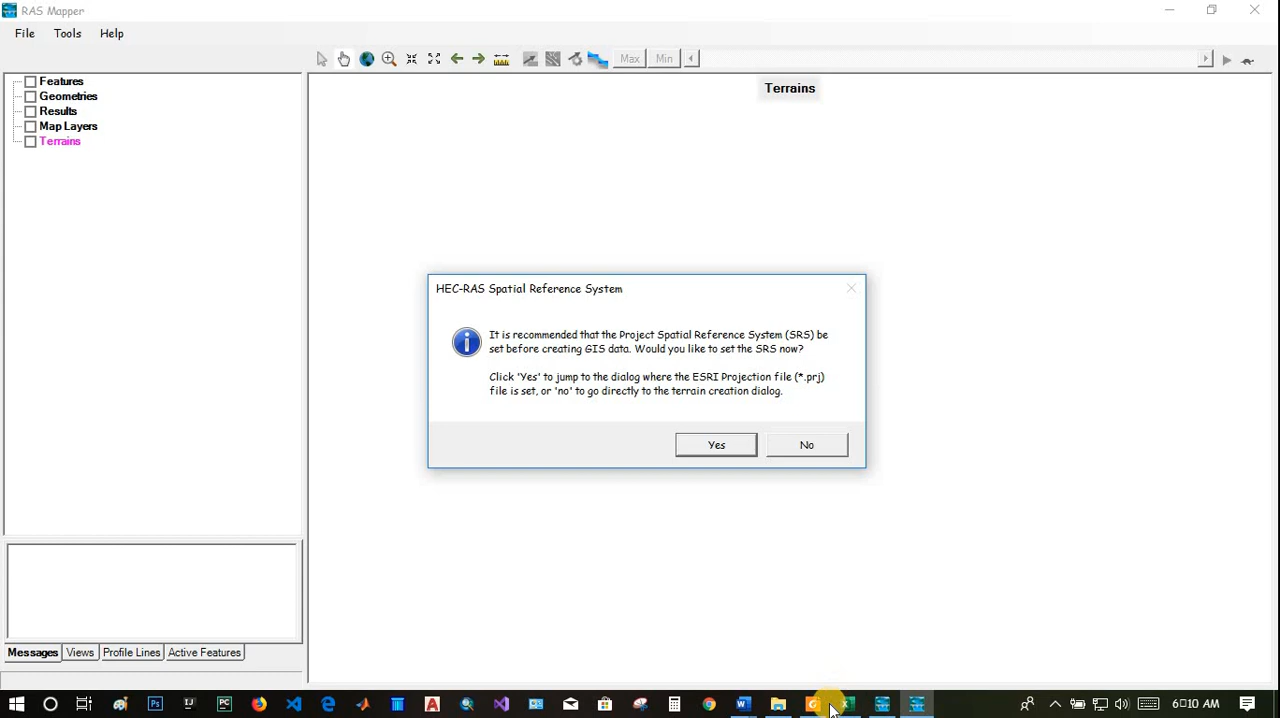 RAS Mapper
File Tools Help
Max Min
Features
Geometries
Results
Map Layers
Terrains
Terrains
HEC-RAS Spatial Reference System
It is recommended that the Project Spatial Reference System (SRS) be
set before creating GIS data. Would you like to set the SRS now?
Click 'Yes' to jump to the dialog where the ESRI Projection file (*.prj)
file is set, or 'no' to go directly to the terrain creation dialog.
Yes No
Messages Views Profile Lines Active Features
6:10 AM